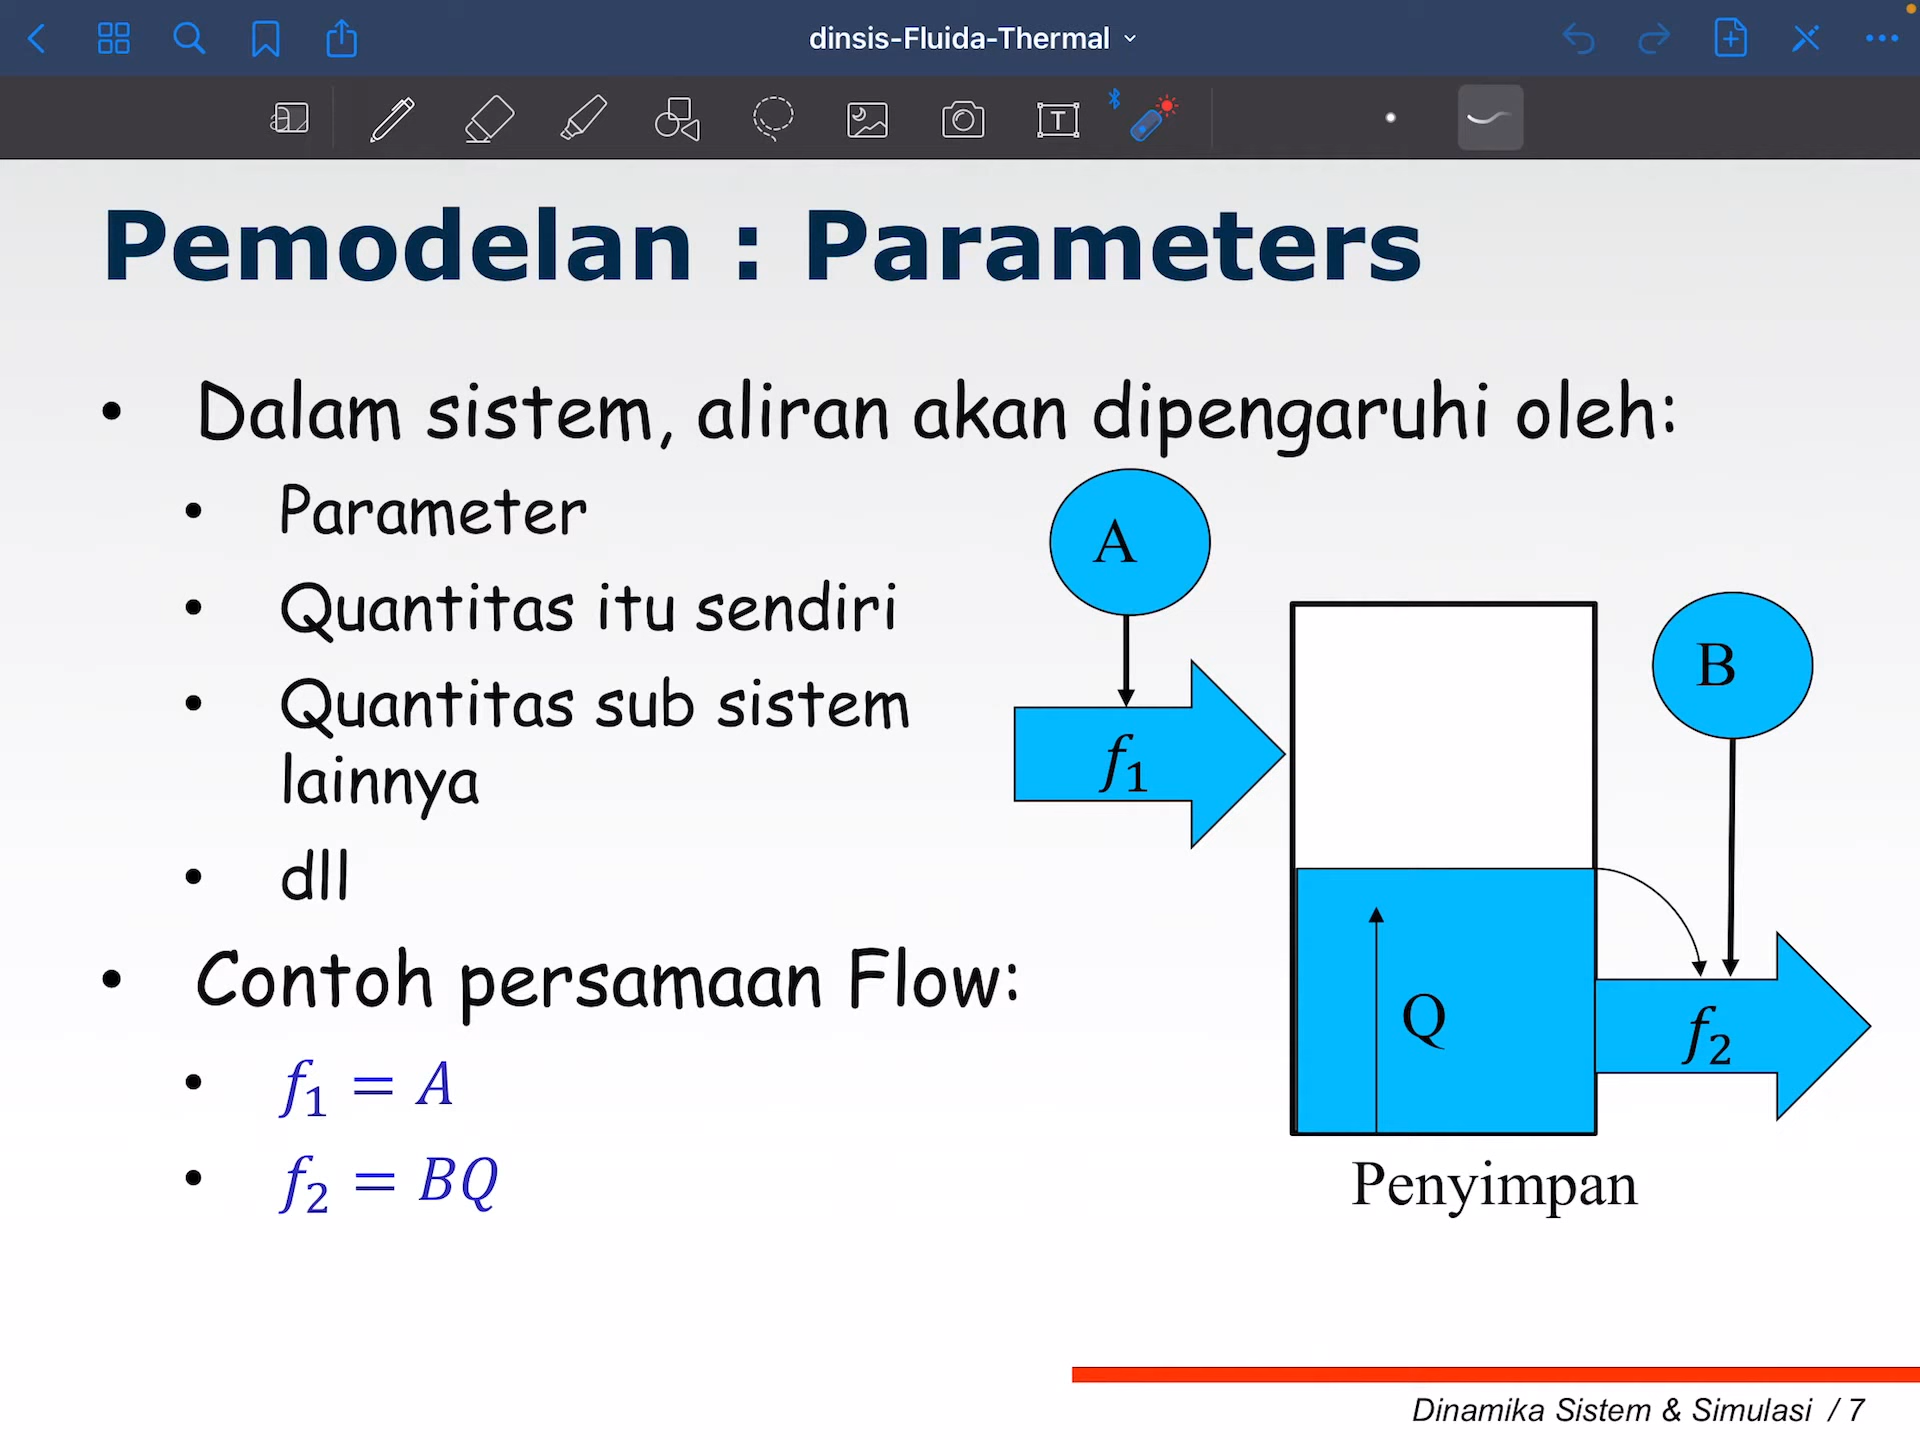 dinsis-Fluida-Thermal
Pemodelan : Parameters
• Dalam sistem, aliran akan dipengaruhi oleh:
• Parameter
• Quantitas itu sendiri
• Quantitas sub sistem
lainnya
• dll
• Contoh persamaan Flow:
• f₁ = A
• f₂ = BQ
A
f₁
B
Q
f₂
Penyimpan
Dinamika Sistem & Simulasi / 7